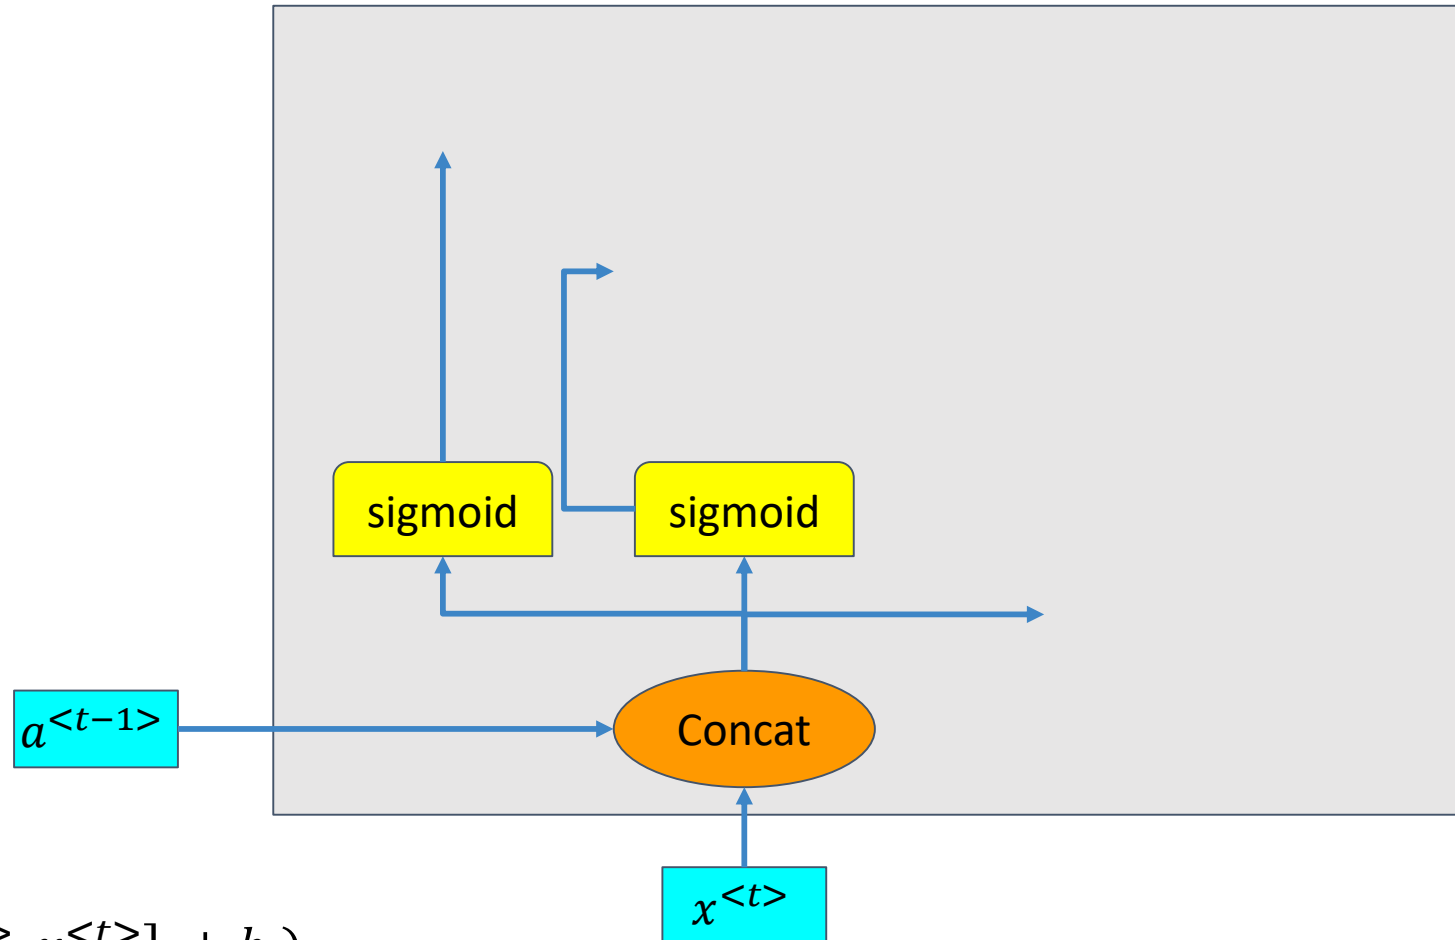 sigmoid sigmoid
a<t−1>
Concat
x<t>
<t>] + b )